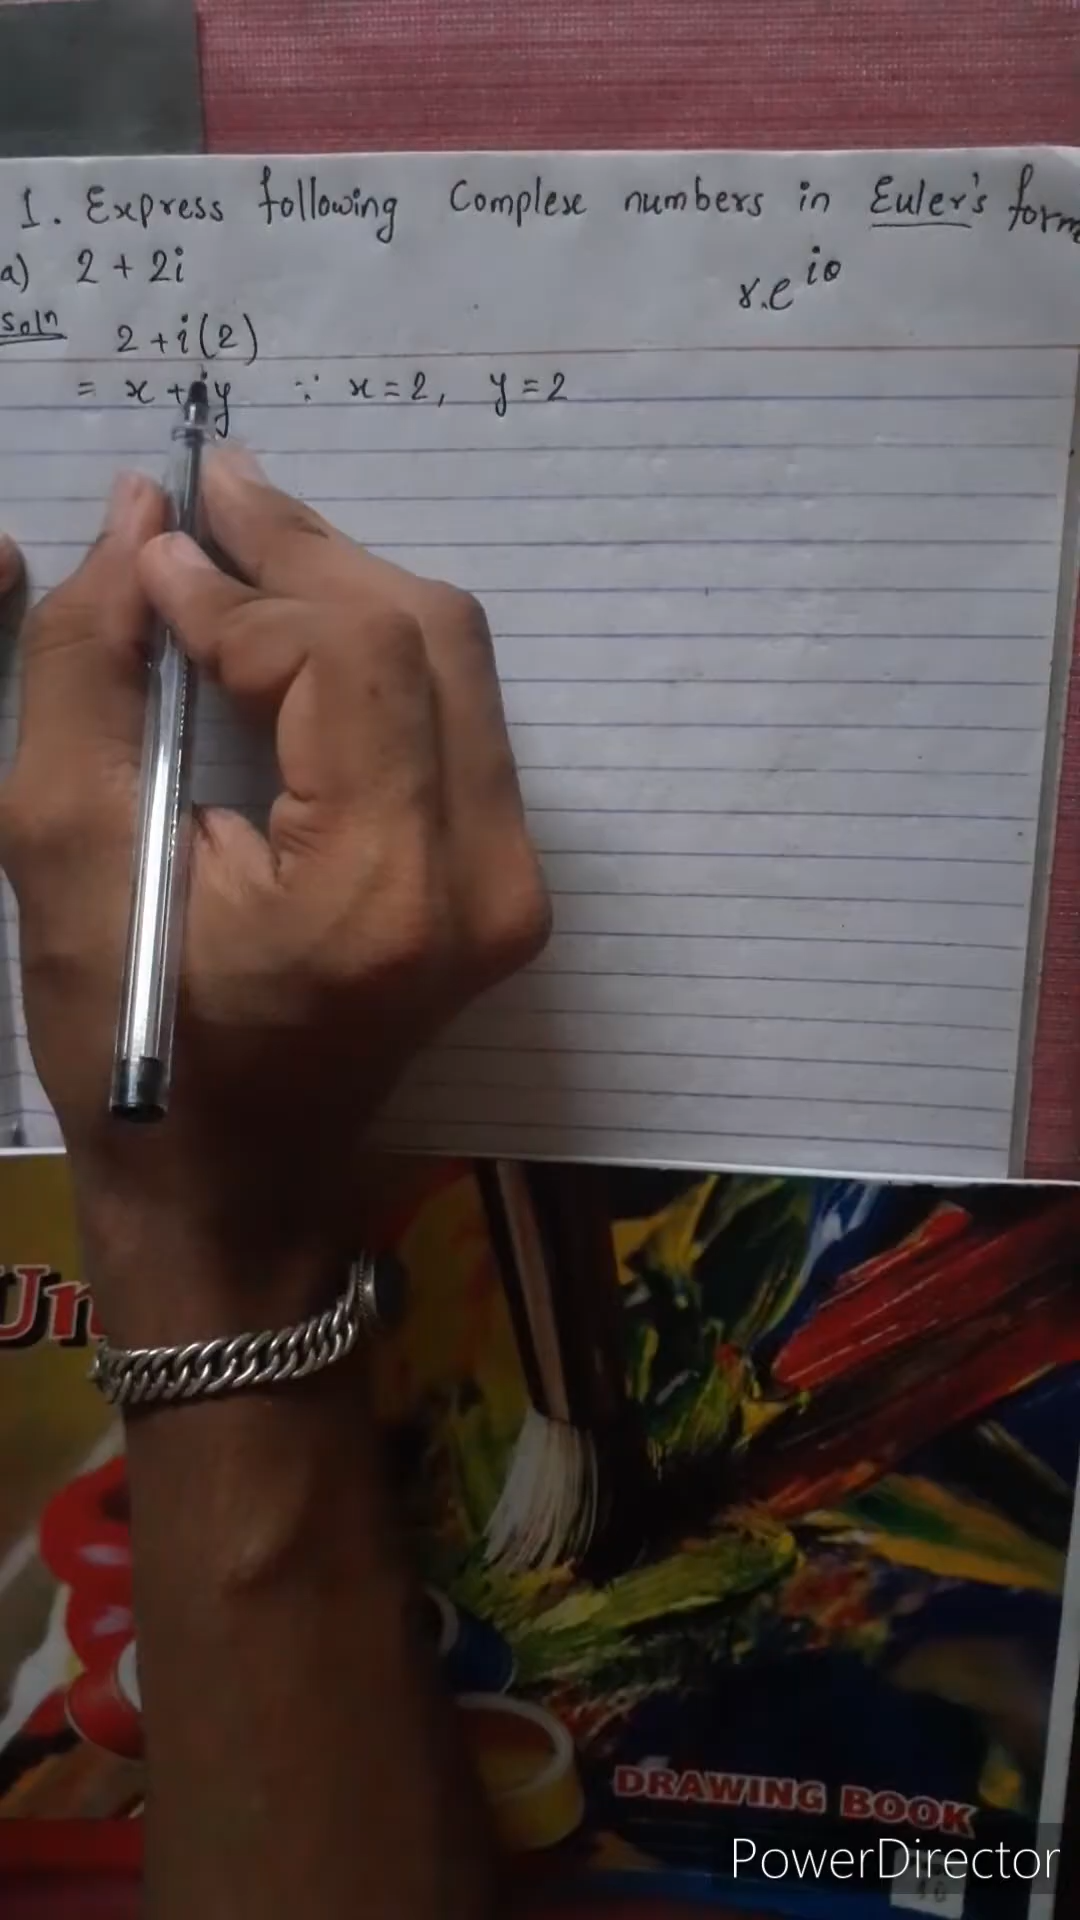 1. Express following Complex numbers in Euler's form
a) 2 + 2i
r.e^iθ
Soln 2 + i(2)
= x + iy ∵ x = 2, y = 2
Un
DRAWING BOOK
PowerDirector